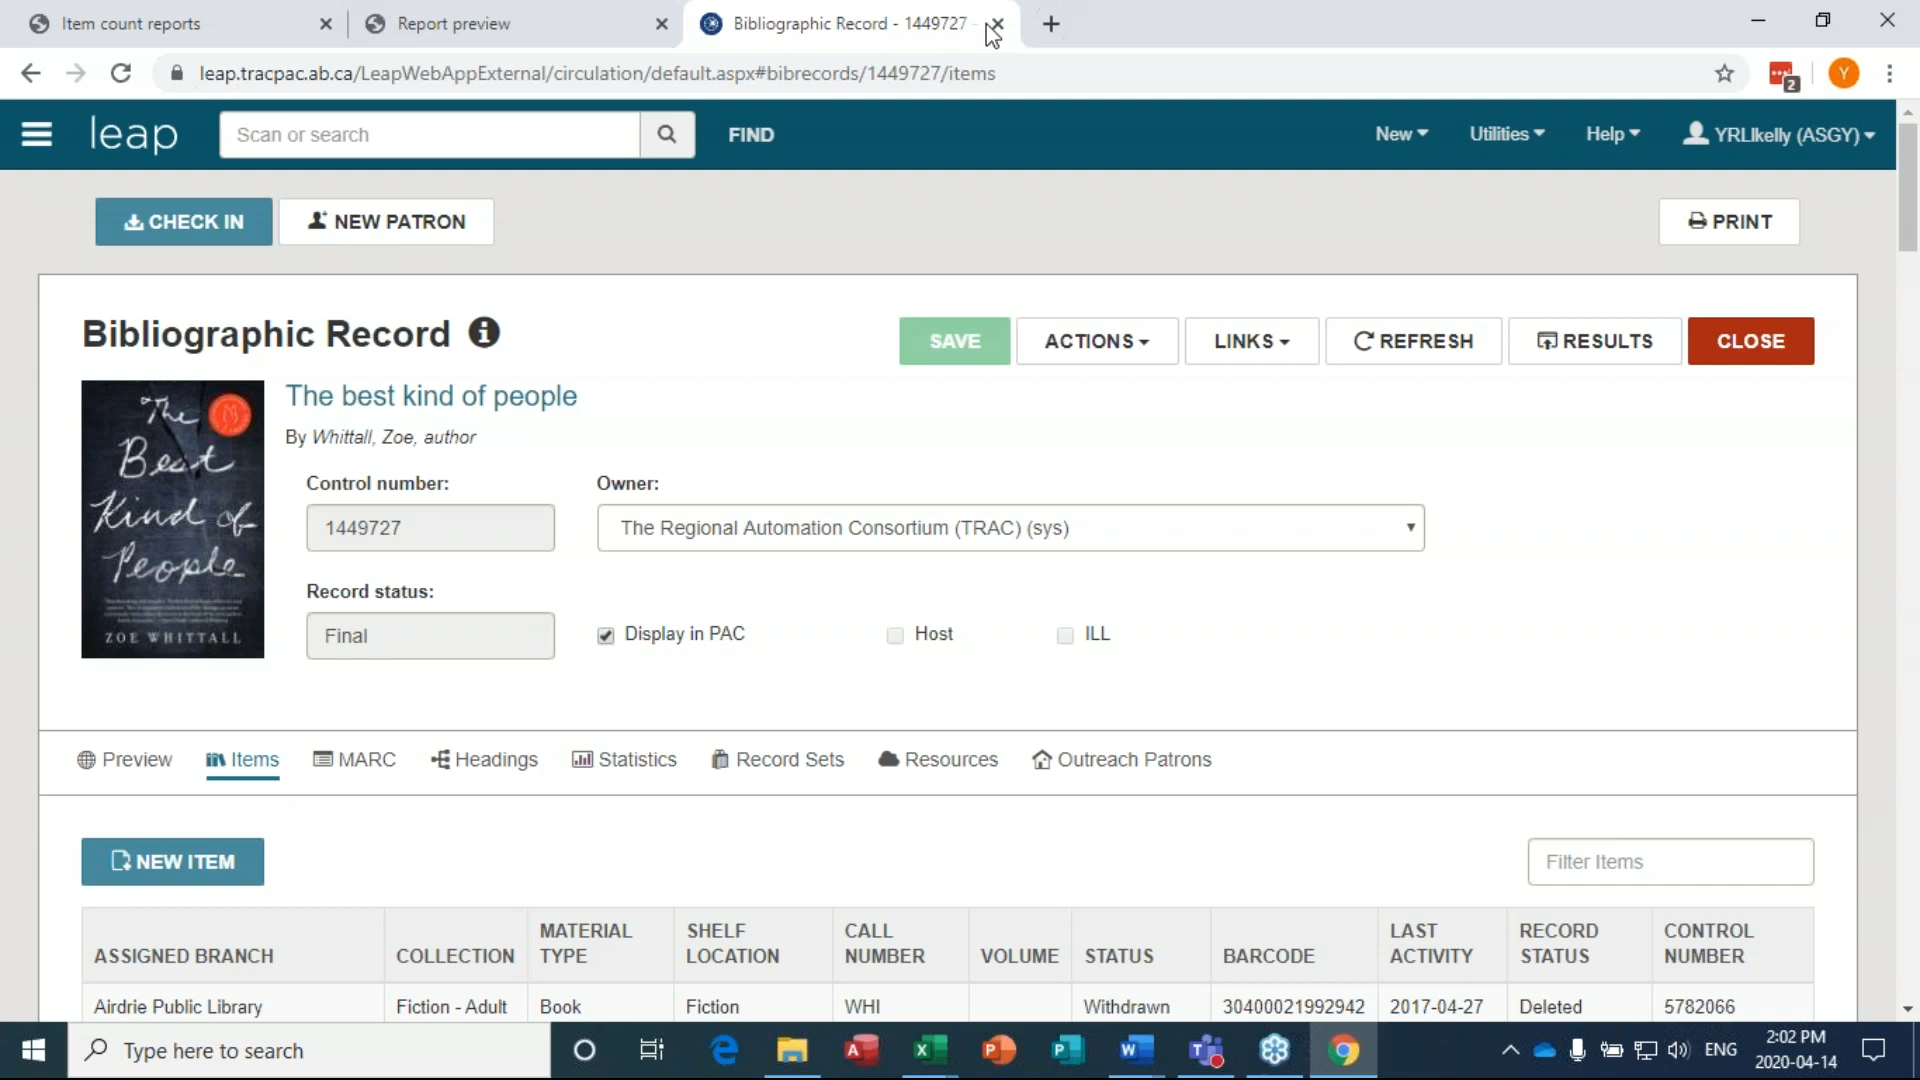 Item count reports
Report preview
Bibliographic Record - 1449727 -
leap.tracpac.ab.ca/LeapWebAppExternal/circulation/default.aspx#bibrecords/1449727/items
2
Y
leap
Scan or search
FIND
New
Utilities
Help
YRLlkelly (ASGY)
CHECK IN
NEW PATRON
PRINT
Bibliographic Record
SAVE
ACTIONS
LINKS
REFRESH
RESULTS
CLOSE
The
Best
Kind of
People
ZOE WHITTALL
The best kind of people
By Whittall, Zoe, author
Control number:
Owner:
1449727
The Regional Automation Consortium (TRAC) (sys)
Record status:
Final
Display in PAC
Host
ILL
Preview
Items
MARC
Headings
Statistics
Record Sets
Resources
Outreach Patrons
NEW ITEM
Filter Items
ASSIGNED BRANCH
COLLECTION
MATERIAL TYPE
SHELF LOCATION
CALL NUMBER
VOLUME
STATUS
BARCODE
LAST ACTIVITY
RECORD STATUS
CONTROL NUMBER
Airdrie Public Library Fiction - Adult Book Fiction WHI Withdrawn 30400021992942 2017-04-27 Deleted 5782066
Type here to search
ENG
2:02 PM
2020-04-14